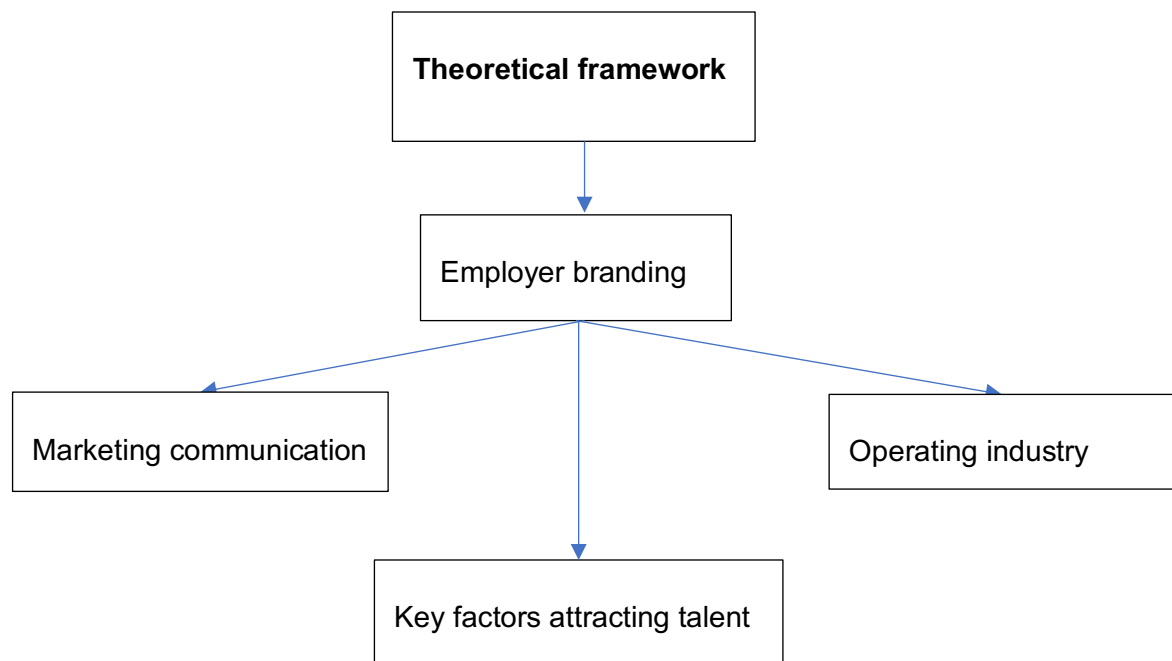 Theoretical framework
Employer branding
Marketing communication
Operating industry
Key factors attracting talent